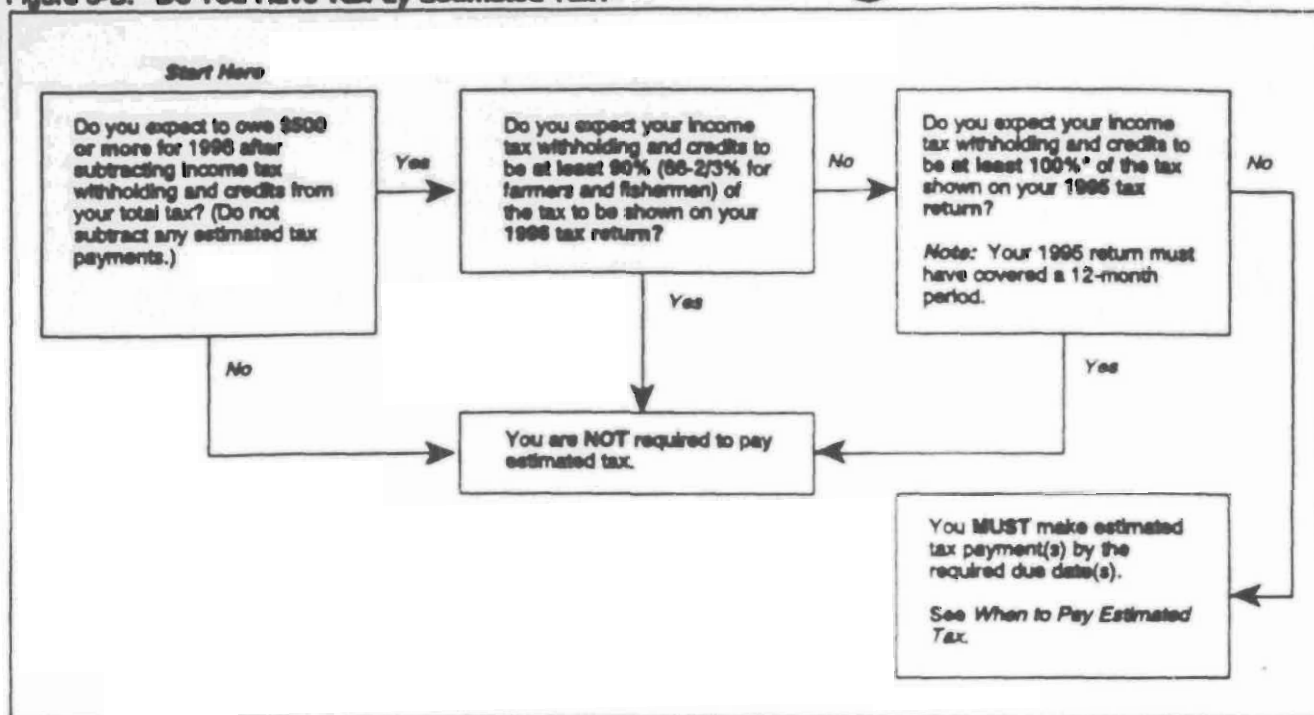 Do You Have To Pay Estimated Tax?
Start Here
Do you expect to owe $500
or more for 1996 after
subtracting income tax
withholding and credits from
your total tax? (Do not
subtract any estimated tax
payments.)
Yes
No
Do you expect your income
tax withholding and credits to
be at least 90% (66-2/3% for
farmers and fishermen) of
the tax to be shown on your
1996 tax return?
No
Yes
Do you expect your income
tax withholding and credits to
be at least 100%* of the tax
shown on your 1995 tax
return?
Note: Your 1995 return must
have covered a 12-month
period.
No
Yes
You are NOT required to pay
estimated tax.
You MUST make estimated
tax payment(s) by the
required due date(s).
See When to Pay Estimated
Tax.